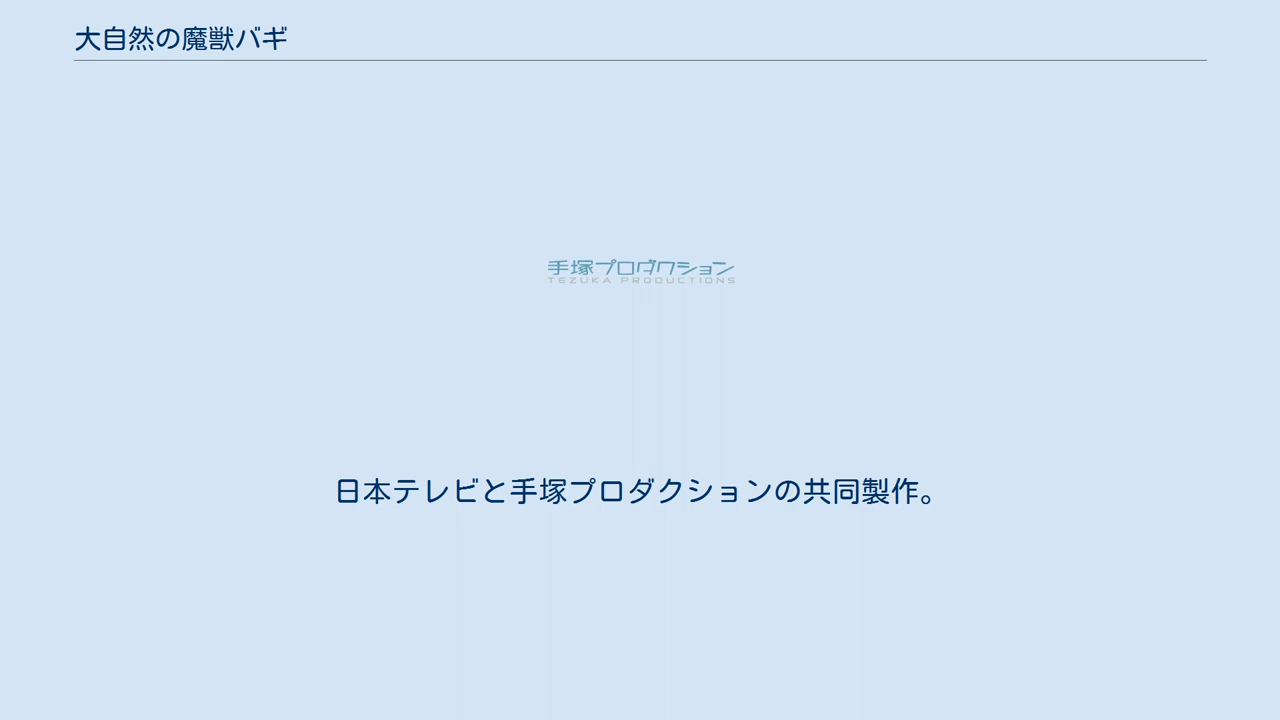 大自然の魔獣バギ
手塚プロダクション
TEZUKA PRODUCTIONS
日本テレビと手塚プロダクションの共同製作。